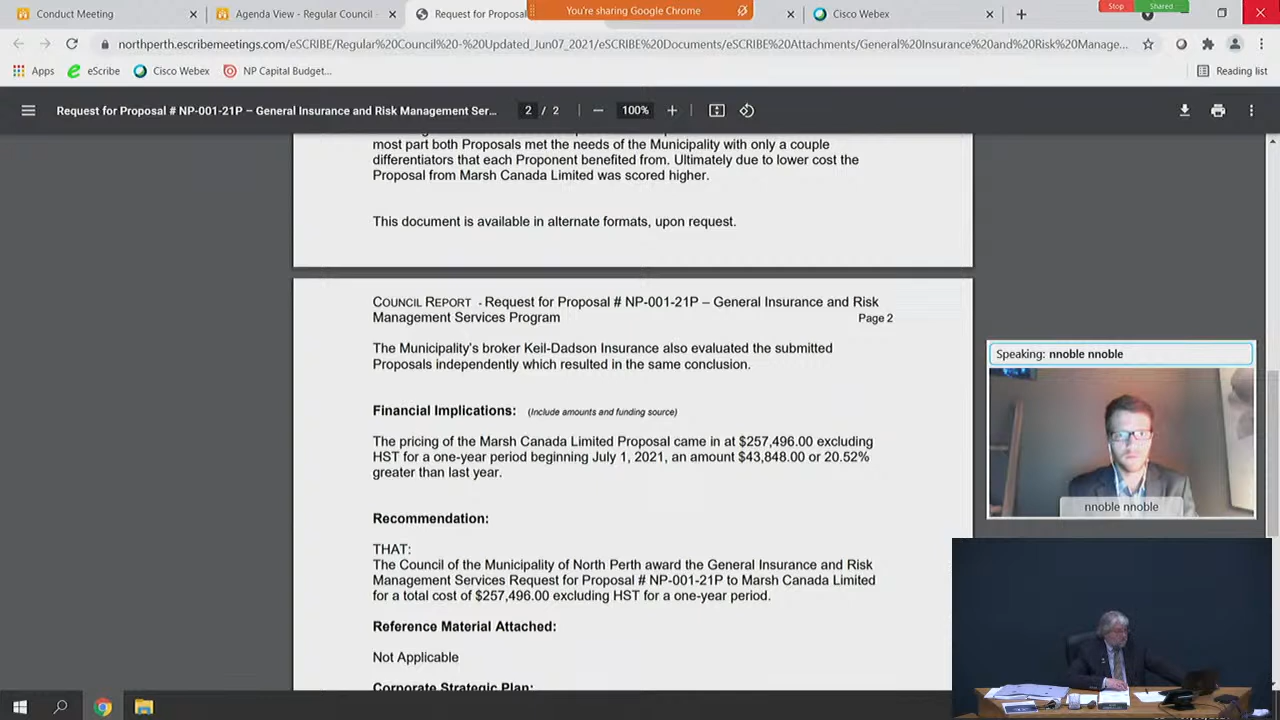 Conduct Meeting
Agenda View - Regular Council -
Request for Proposal
You're sharing Google Chrome
Cisco Webex
Stop
Shared
northperth.escribemeetings.com/eSCRIBE/Regular%20Council%20-%20Updated_Jun07_2021/eSCRIBE%20Documents/eSCRIBE%20Attachments/General%20Insurance%20and%20Risk%20Manage...
Apps
eScribe
Cisco Webex
NP Capital Budget...
Reading list
Request for Proposal # NP-001-21P – General Insurance and Risk Management Ser...
2 / 2
100%
most part both Proposals met the needs of the Municipality with only a couple
differentiators that each Proponent benefited from. Ultimately due to lower cost the
Proposal from Marsh Canada Limited was scored higher.
This document is available in alternate formats, upon request.
COUNCIL REPORT - Request for Proposal # NP-001-21P – General Insurance and Risk
Management Services Program
Page 2
The Municipality's broker Keil-Dadson Insurance also evaluated the submitted
Proposals independently which resulted in the same conclusion.
Financial Implications: (Include amounts and funding source)
The pricing of the Marsh Canada Limited Proposal came in at $257,496.00 excluding
HST for a one-year period beginning July 1, 2021, an amount $43,848.00 or 20.52%
greater than last year.
Recommendation:
THAT:
The Council of the Municipality of North Perth award the General Insurance and Risk
Management Services Request for Proposal # NP-001-21P to Marsh Canada Limited
for a total cost of $257,496.00 excluding HST for a one-year period.
Reference Material Attached:
Not Applicable
Corporate Strategic Plan:
Speaking: nnoble nnoble
nnoble nnoble